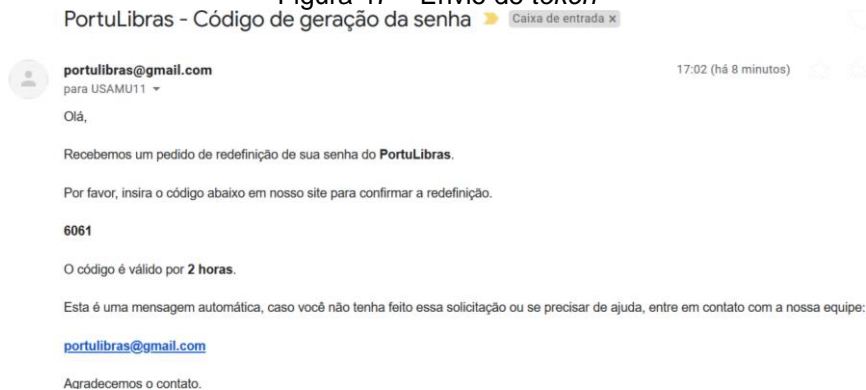 PortuLibras - Código de geração da senha Caixa de entrada x
portulibras@gmail.com 17:02 (há 8 minutos)
para USAMU11
Olá,
Recebemos um pedido de redefinição de sua senha do PortuLibras.
Por favor, insira o código abaixo em nosso site para confirmar a redefinição.
6061
O código é válido por 2 horas.
Esta é uma mensagem automática, caso você não tenha feito essa solicitação ou se precisar de ajuda, entre em contato com a nossa equipe:
portulibras@gmail.com
Agradecemos o contato.